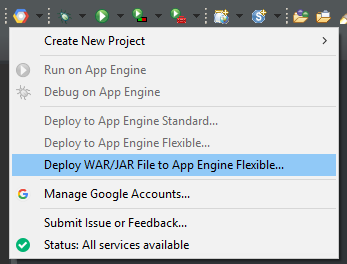 Create New Project
Run on App Engine
Debug on App Engine
Deploy to App Engine Standard...
Deploy to App Engine Flexible...
Deploy WAR/JAR File to App Engine Flexible...
Manage Google Accounts...
Submit Issue or Feedback...
Status: All services available